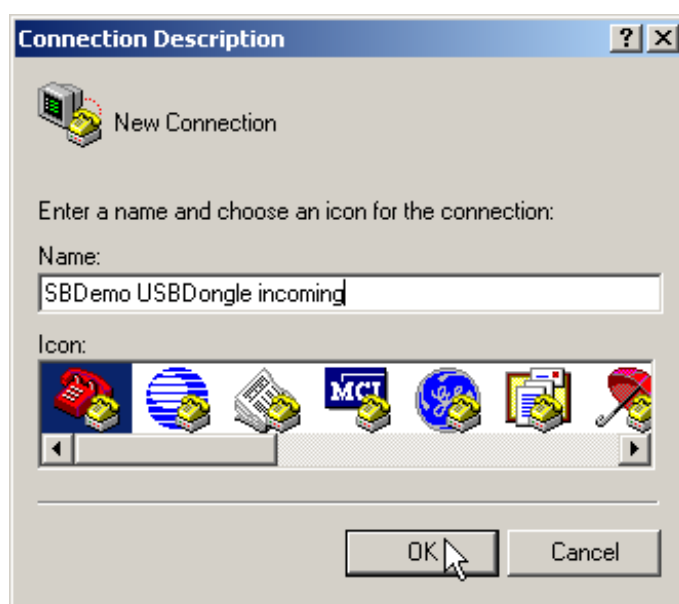 Connection Description
New Connection
Enter a name and choose an icon for the connection:
Name:
SBDemo USBDongle incoming
Icon:
MCI
OK
Cancel